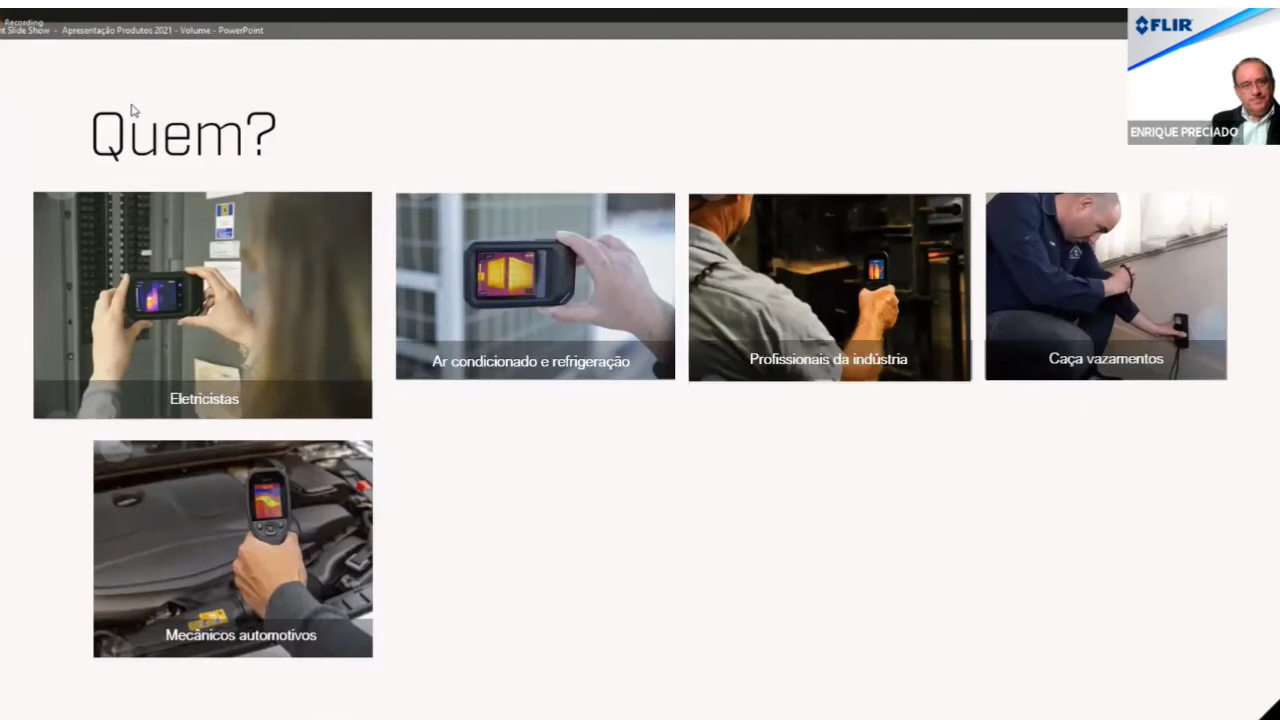 Recording
nt Slide Show - Apresentação Produtos 2021 - Volume - PowerPoint
FLIR
ENRIQUE PRECIADO
Quem?
Eletricistas
Ar condicionado e refrigeração
Profissionais da indústria
Caça vazamentos
Mecânicos automotivos